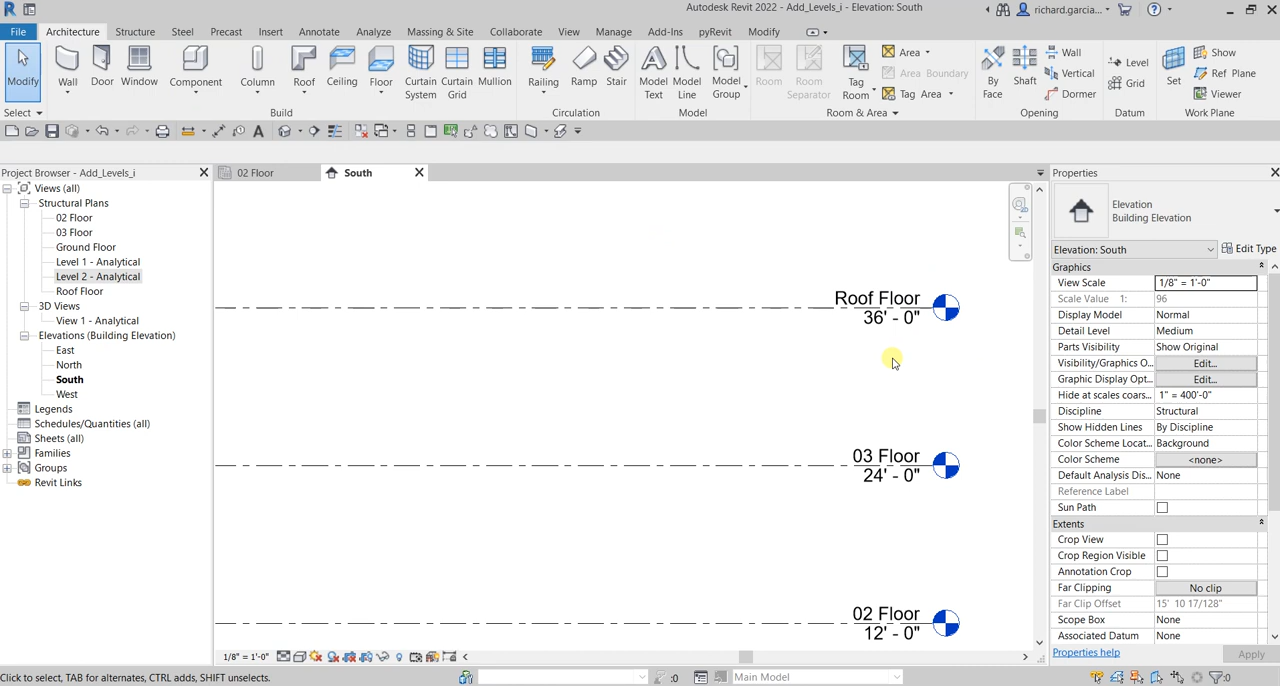 Autodesk Revit 2022 - Add_Levels_i - Elevation: South
richard.garcia...
File Architecture Structure Steel Precast Insert Annotate Analyze Massing & Site Collaborate View Manage Add-Ins pyRevit Modify
Modify Wall Door Window Component Column Roof Ceiling Floor Curtain System Curtain Grid Mullion Railing Ramp Stair Model Text Model Line Model Group Room Room Separator Tag Room Area Area Boundary Tag Area By Face Shaft Wall Vertical Dormer Level Grid Set Show Ref Plane Viewer
Select Build Circulation Model Room & Area Opening Datum Work Plane
Project Browser - Add_Levels_i
02 Floor
South
Properties
Views (all)
Structural Plans
02 Floor
03 Floor
Ground Floor
Level 1 - Analytical
Level 2 - Analytical
Roof Floor
3D Views
View 1 - Analytical
Elevations (Building Elevation)
East
North
South
West
Legends
Schedules/Quantities (all)
Sheets (all)
Families
Groups
Revit Links
Roof Floor
36' - 0"
03 Floor
24' - 0"
02 Floor
12' - 0"
Elevation
Building Elevation
Elevation: South Edit Type
Graphics
View Scale 1/8" = 1'-0"
Scale Value 1: 96
Display Model Normal
Detail Level Medium
Parts Visibility Show Original
Visibility/Graphics O... Edit...
Graphic Display Opt... Edit...
Hide at scales coars... 1" = 400'-0"
Discipline Structural
Show Hidden Lines By Discipline
Color Scheme Locat... Background
Color Scheme <none>
Default Analysis Dis... None
Reference Label
Sun Path
Extents
Crop View
Crop Region Visible
Annotation Crop
Far Clipping No clip
Far Clip Offset 15' 10 17/128"
Scope Box None
Associated Datum None
Properties help Apply
1/8" = 1'-0"
Click to select, TAB for alternates, CTRL adds, SHIFT unselects.
:0
Main Model
:0